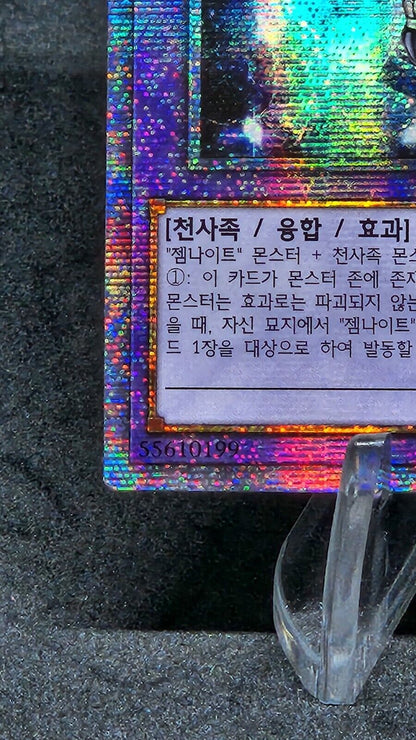 [천사족 / 융합 / 효과]
"젬나이트" 몬스터 + 천사족 몬스
①: 이 카드가 몬스터 존에 존재
몬스터는 효과로는 파괴되지 않는
을 때, 자신 묘지에서 "젬나이트"
드 1장을 대상으로 하여 발동할
55610199